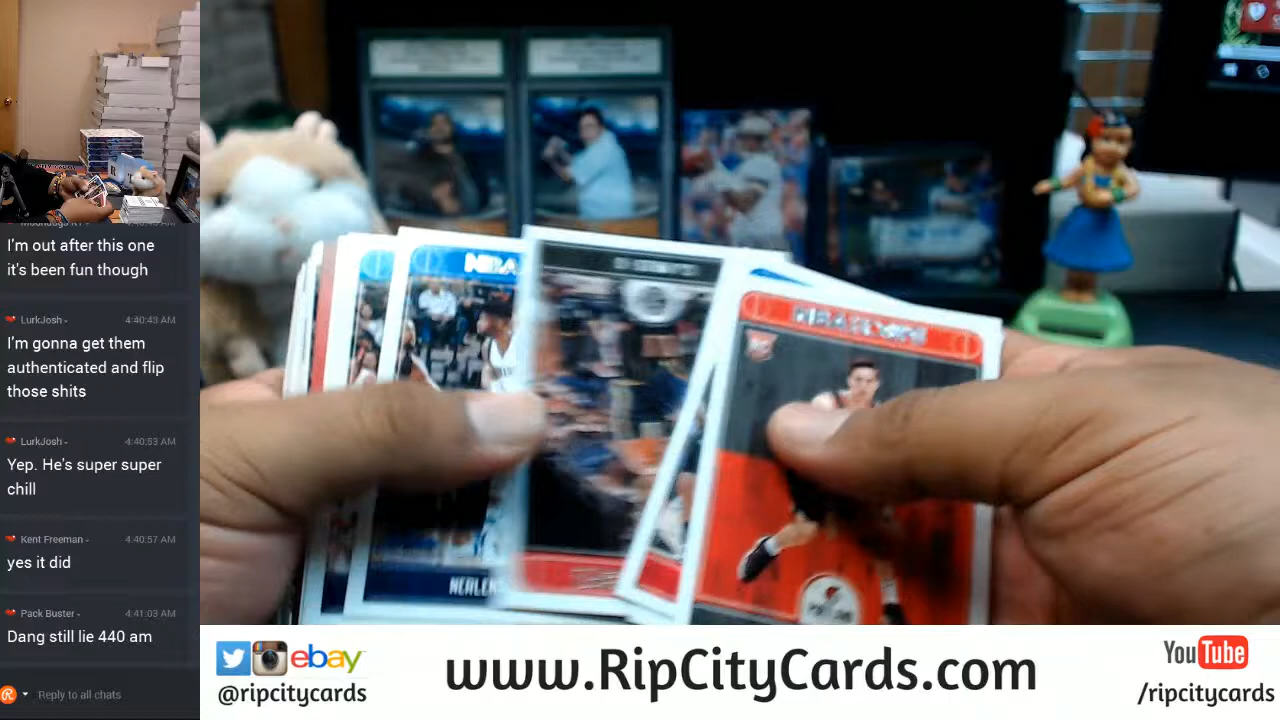 I'm out after this one
it's been fun though
LurkJosh - 4:40:43 AM
I'm gonna get them
authenticated and flip
those shits
LurkJosh - 4:40:53 AM
Yep. He's super super
chill
Kent Freeman - 4:40:57 AM
yes it did
Pack Buster - 4:41:03 AM
Dang still lie 440 am
Reply to all chats
NBA
NBA HOOPS
ebay
@ripcitycards
www.RipCityCards.com
YouTube
/ripcitycards